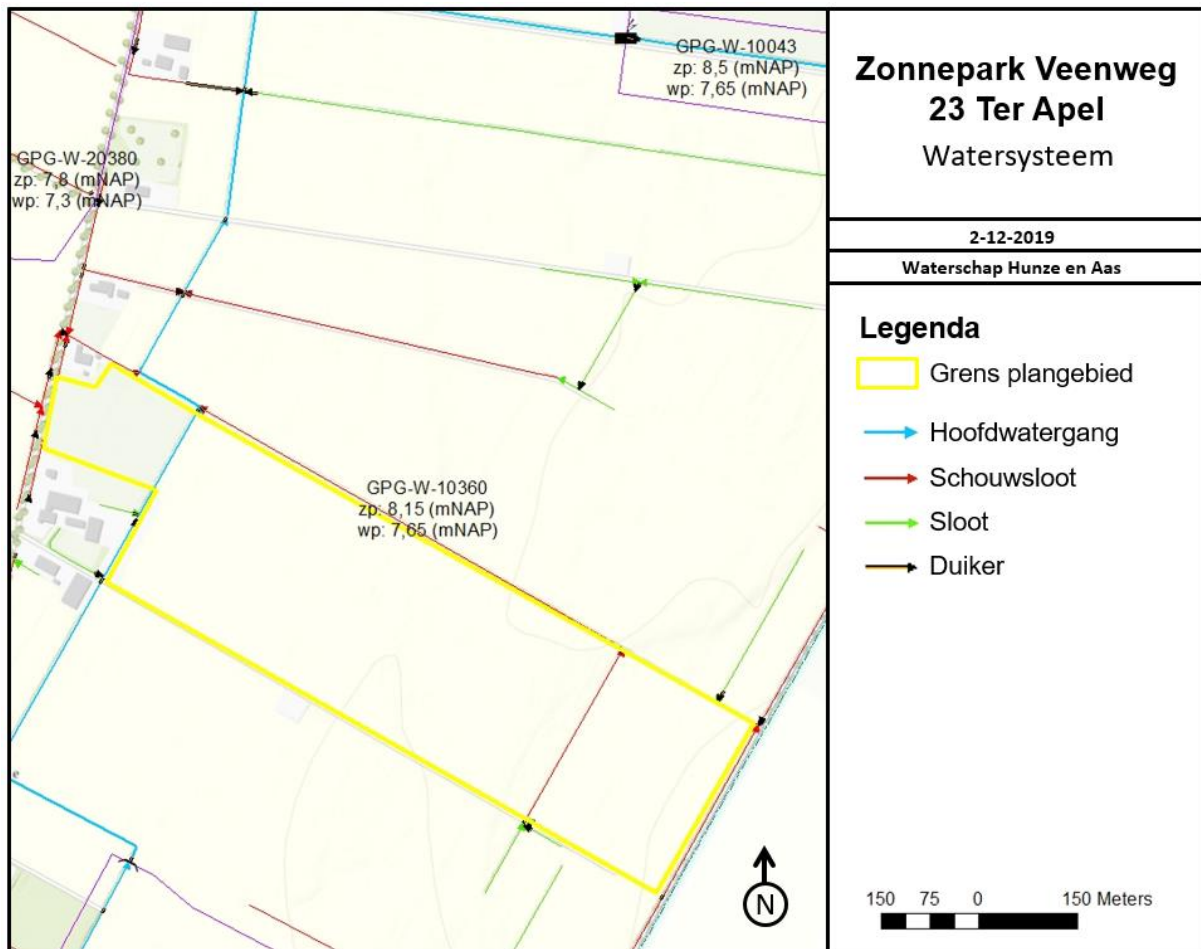 GPG-W-10043
zp: 8,5 (mNAP)
wp: 7,65 (mNAP)
GPG-W-20380
zp: 7,8 (mNAP)
wp: 7,3 (mNAP)
GPG-W-10360
zp: 8,15 (mNAP)
wp: 7,65 (mNAP)
e
N
Zonnepark Veenweg
23 Ter Apel
Watersysteem
2-12-2019
Waterschap Hunze en Aas
Legenda
Grens plangebied
Hoofdwatergang
Schouwsloot
Sloot
Duiker
150 75 0 150 Meters